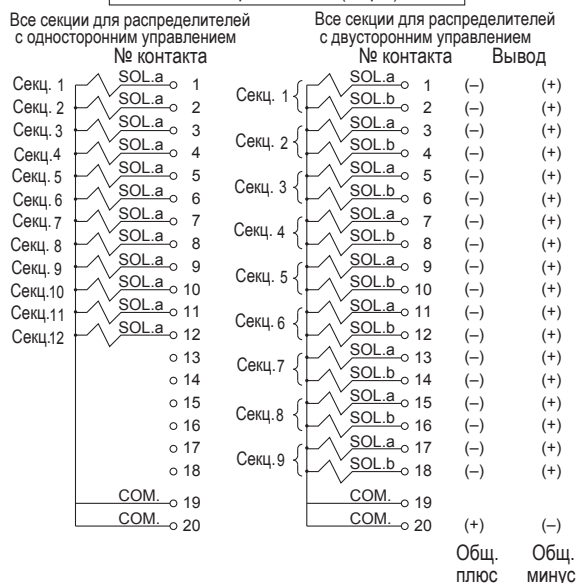 Все секции для распределителей
с односторонним управлением
№ контакта
Секц. 1 SOL.a 1
Секц. 2 SOL.a 2
Секц. 3 SOL.a 3
Секц.4 SOL.a 4
Секц. 5 SOL.a 5
Секц. 6 SOL.a 6
Секц. 7 SOL.a 7
Секц. 8 SOL.a 8
Секц. 9 SOL.a 9
Секц.10 SOL.a 10
Секц.11 SOL.a 11
Секц.12 SOL.a 12
13
14
15
16
17
18
COM. 19
COM. 20
Все секции для распределителей
с двусторонним управлением
№ контакта Вывод
Секц. 1 SOL.a 1 (–) (+)
SOL.b 2 (–) (+)
Секц. 2 SOL.a 3 (–) (+)
SOL.b 4 (–) (+)
Секц. 3 SOL.a 5 (–) (+)
SOL.b 6 (–) (+)
Секц. 4 SOL.a 7 (–) (+)
SOL.b 8 (–) (+)
Секц. 5 SOL.a 9 (–) (+)
SOL.b 10 (–) (+)
Секц. 6 SOL.a 11 (–) (+)
SOL.b 12 (–) (+)
Секц.7 SOL.a 13 (–) (+)
SOL.b 14 (–) (+)
Секц.8 SOL.a 15 (–) (+)
SOL.b 16 (–) (+)
Секц.9 SOL.a 17 (–) (+)
SOL.b 18 (–) (+)
COM. 19
COM. 20 (+) (–)
Общ. Общ.
плюс минус